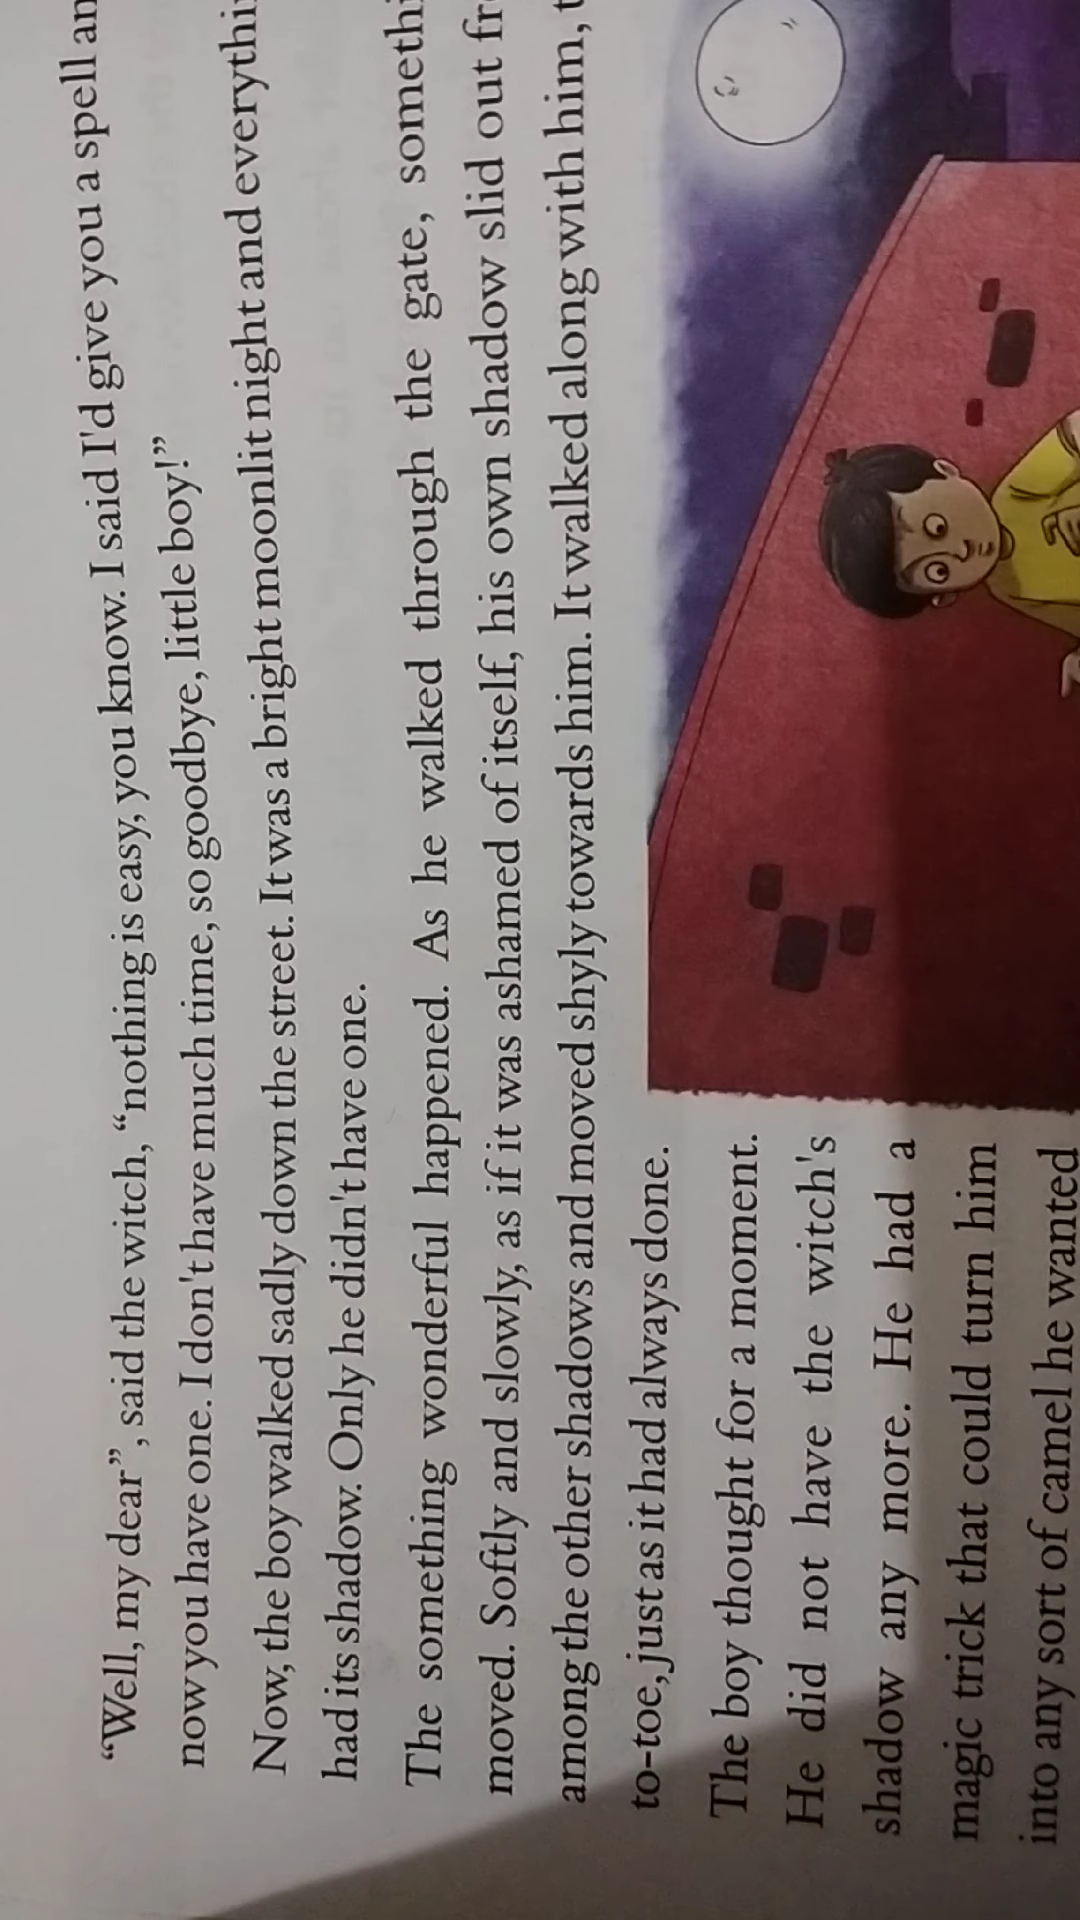 “Well, my dear”, said the witch, “nothing is easy, you know. I said I'd give you a spell
now you have one. I don't have much time, so goodbye, little boy!”
Now, the boy walked sadly down the street. It was a bright moonlit night and
had its shadow. Only he didn't have one.
The something wonderful happened. As he walked through the gate,
moved. Softly and slowly, as if it was ashamed of itself, his own shadow slid out
among the other shadows and moved shyly towards him. It walked along with him,
to-toe, just as it had always done.
The boy thought for a moment.
He did not have the witch's
shadow any more. He had a
magic trick that could turn him
into any sort of camel he wanted